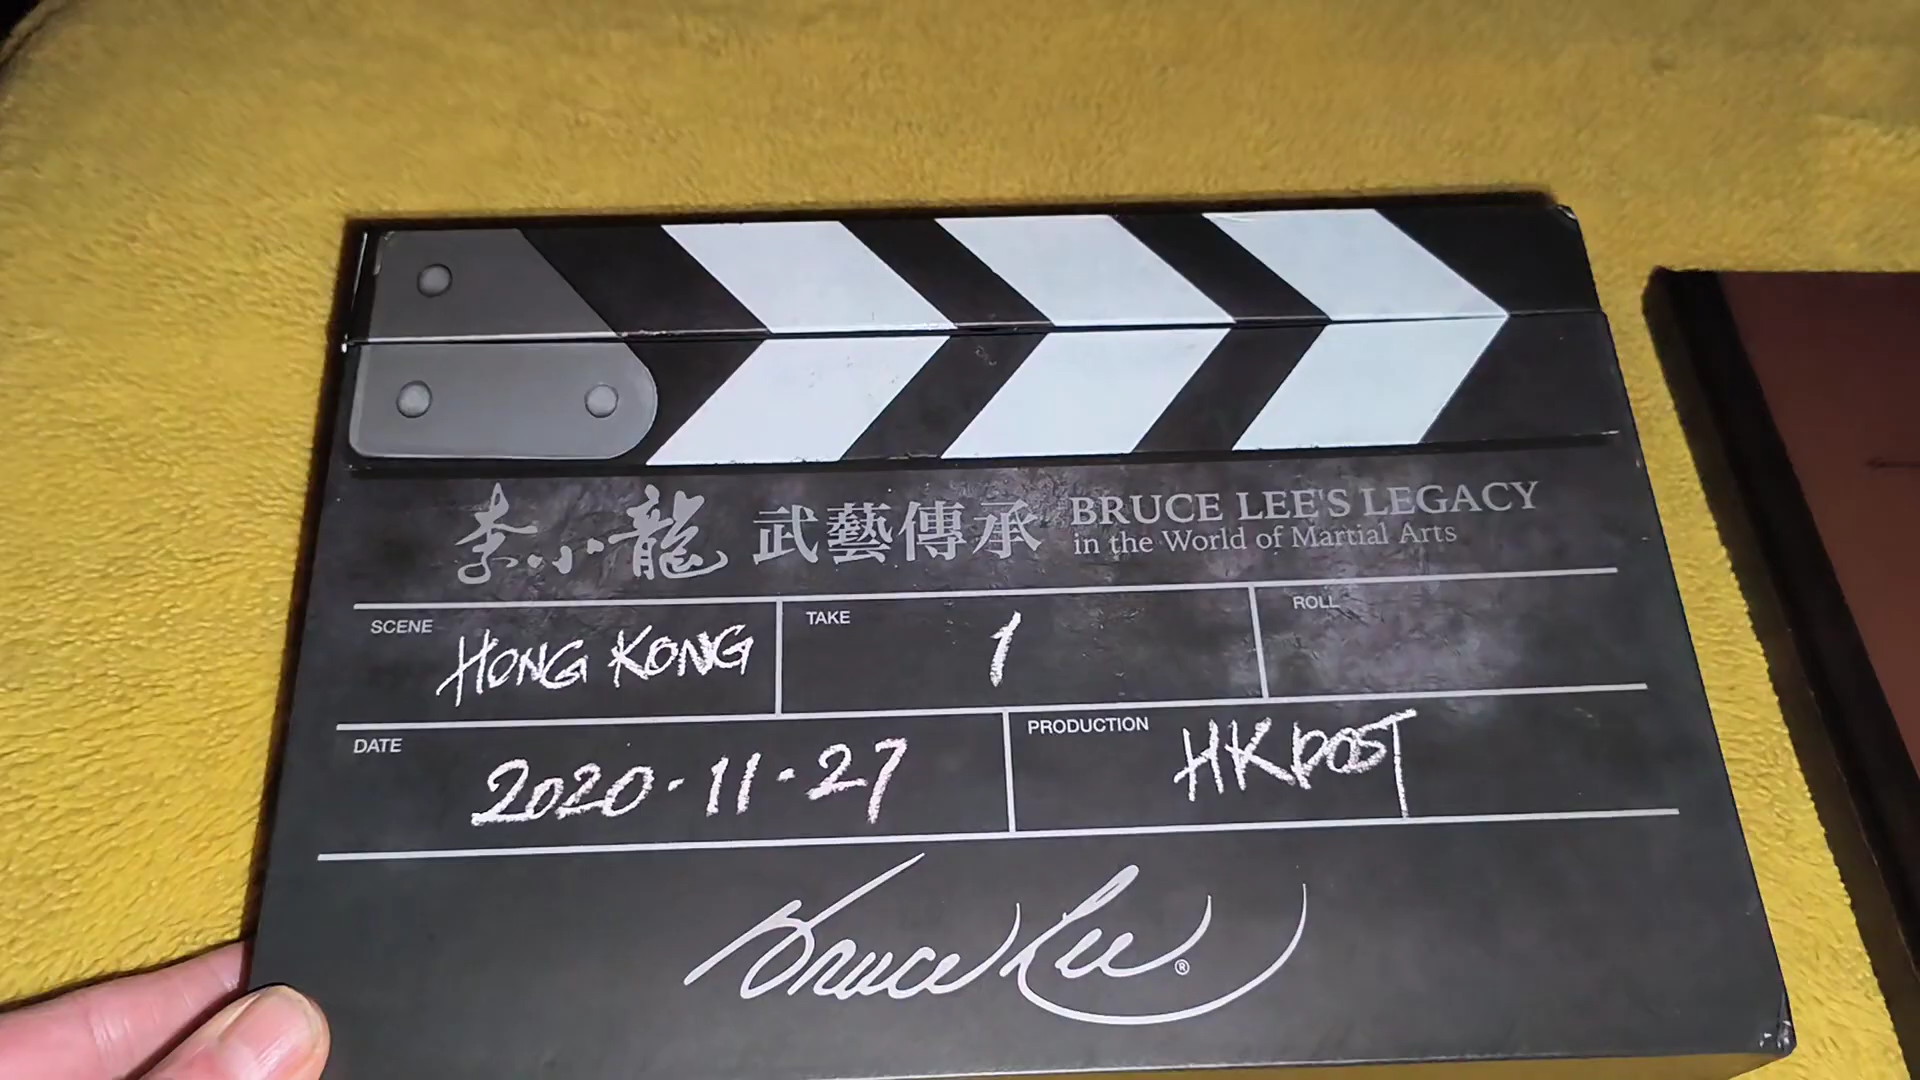 李小龍 武藝傳承 BRUCE LEE'S LEGACY
in the World of Martial Arts
SCENE HONG KONG TAKE 1 ROLL
DATE 2020-11-27 PRODUCTION HKPOST
Bruce Lee ®